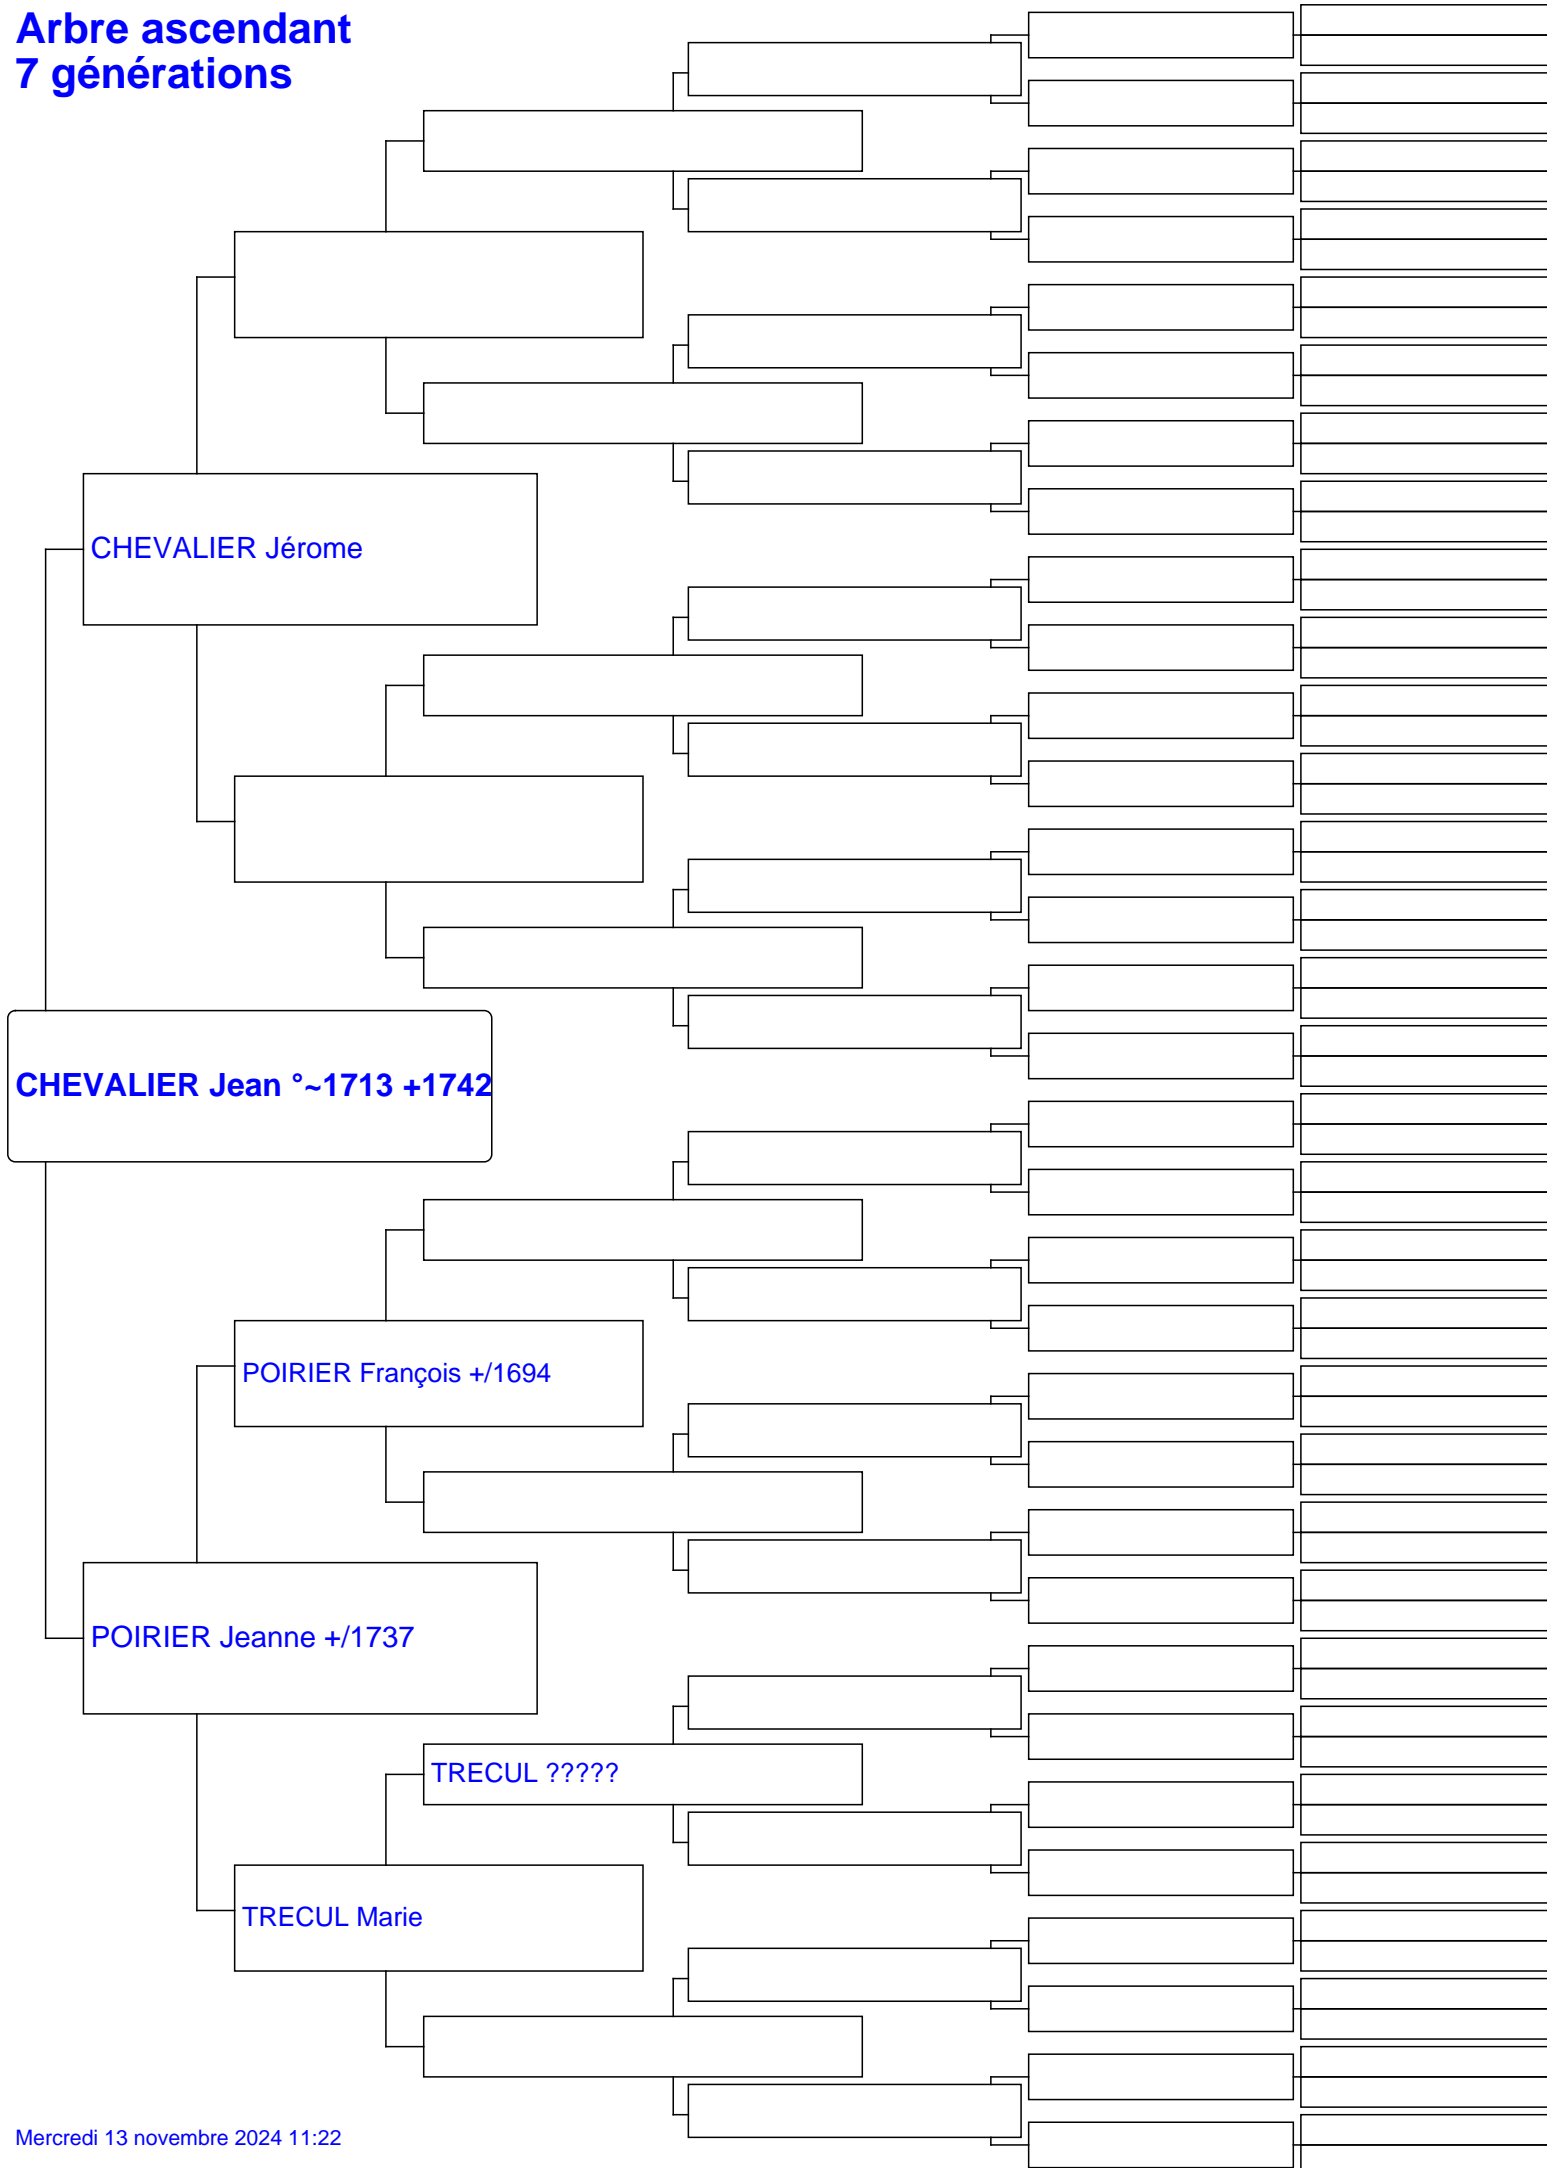 Arbre ascendant
7 générations
CHEVALIER Jérome
CHEVALIER Jean °~1713 +1742
POIRIER François +/1694
POIRIER Jeanne +/1737
TRECUL ?????
TRECUL Marie
Mercredi 13 novembre 2024 11:22